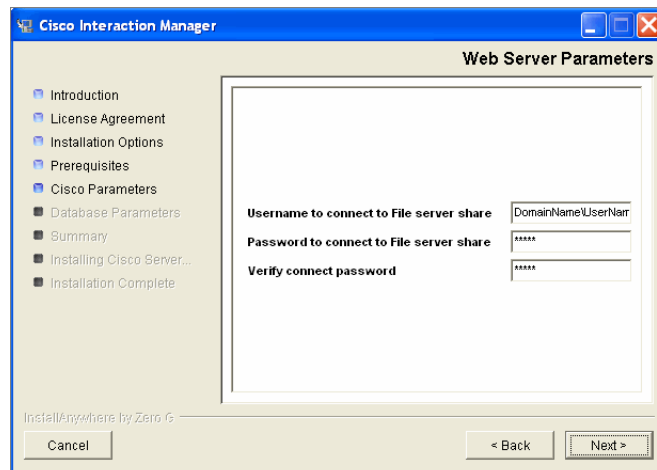 Cisco Interaction Manager
Web Server Parameters
Introduction
License Agreement
Installation Options
Prerequisites
Cisco Parameters
Database Parameters
Summary
Installing Cisco Server...
Installation Complete
Username to connect to File server share DomainName\UserNam
Password to connect to File server share *****
Verify connect password *****
InstallAnywhere by Zero G
Cancel < Back Next >